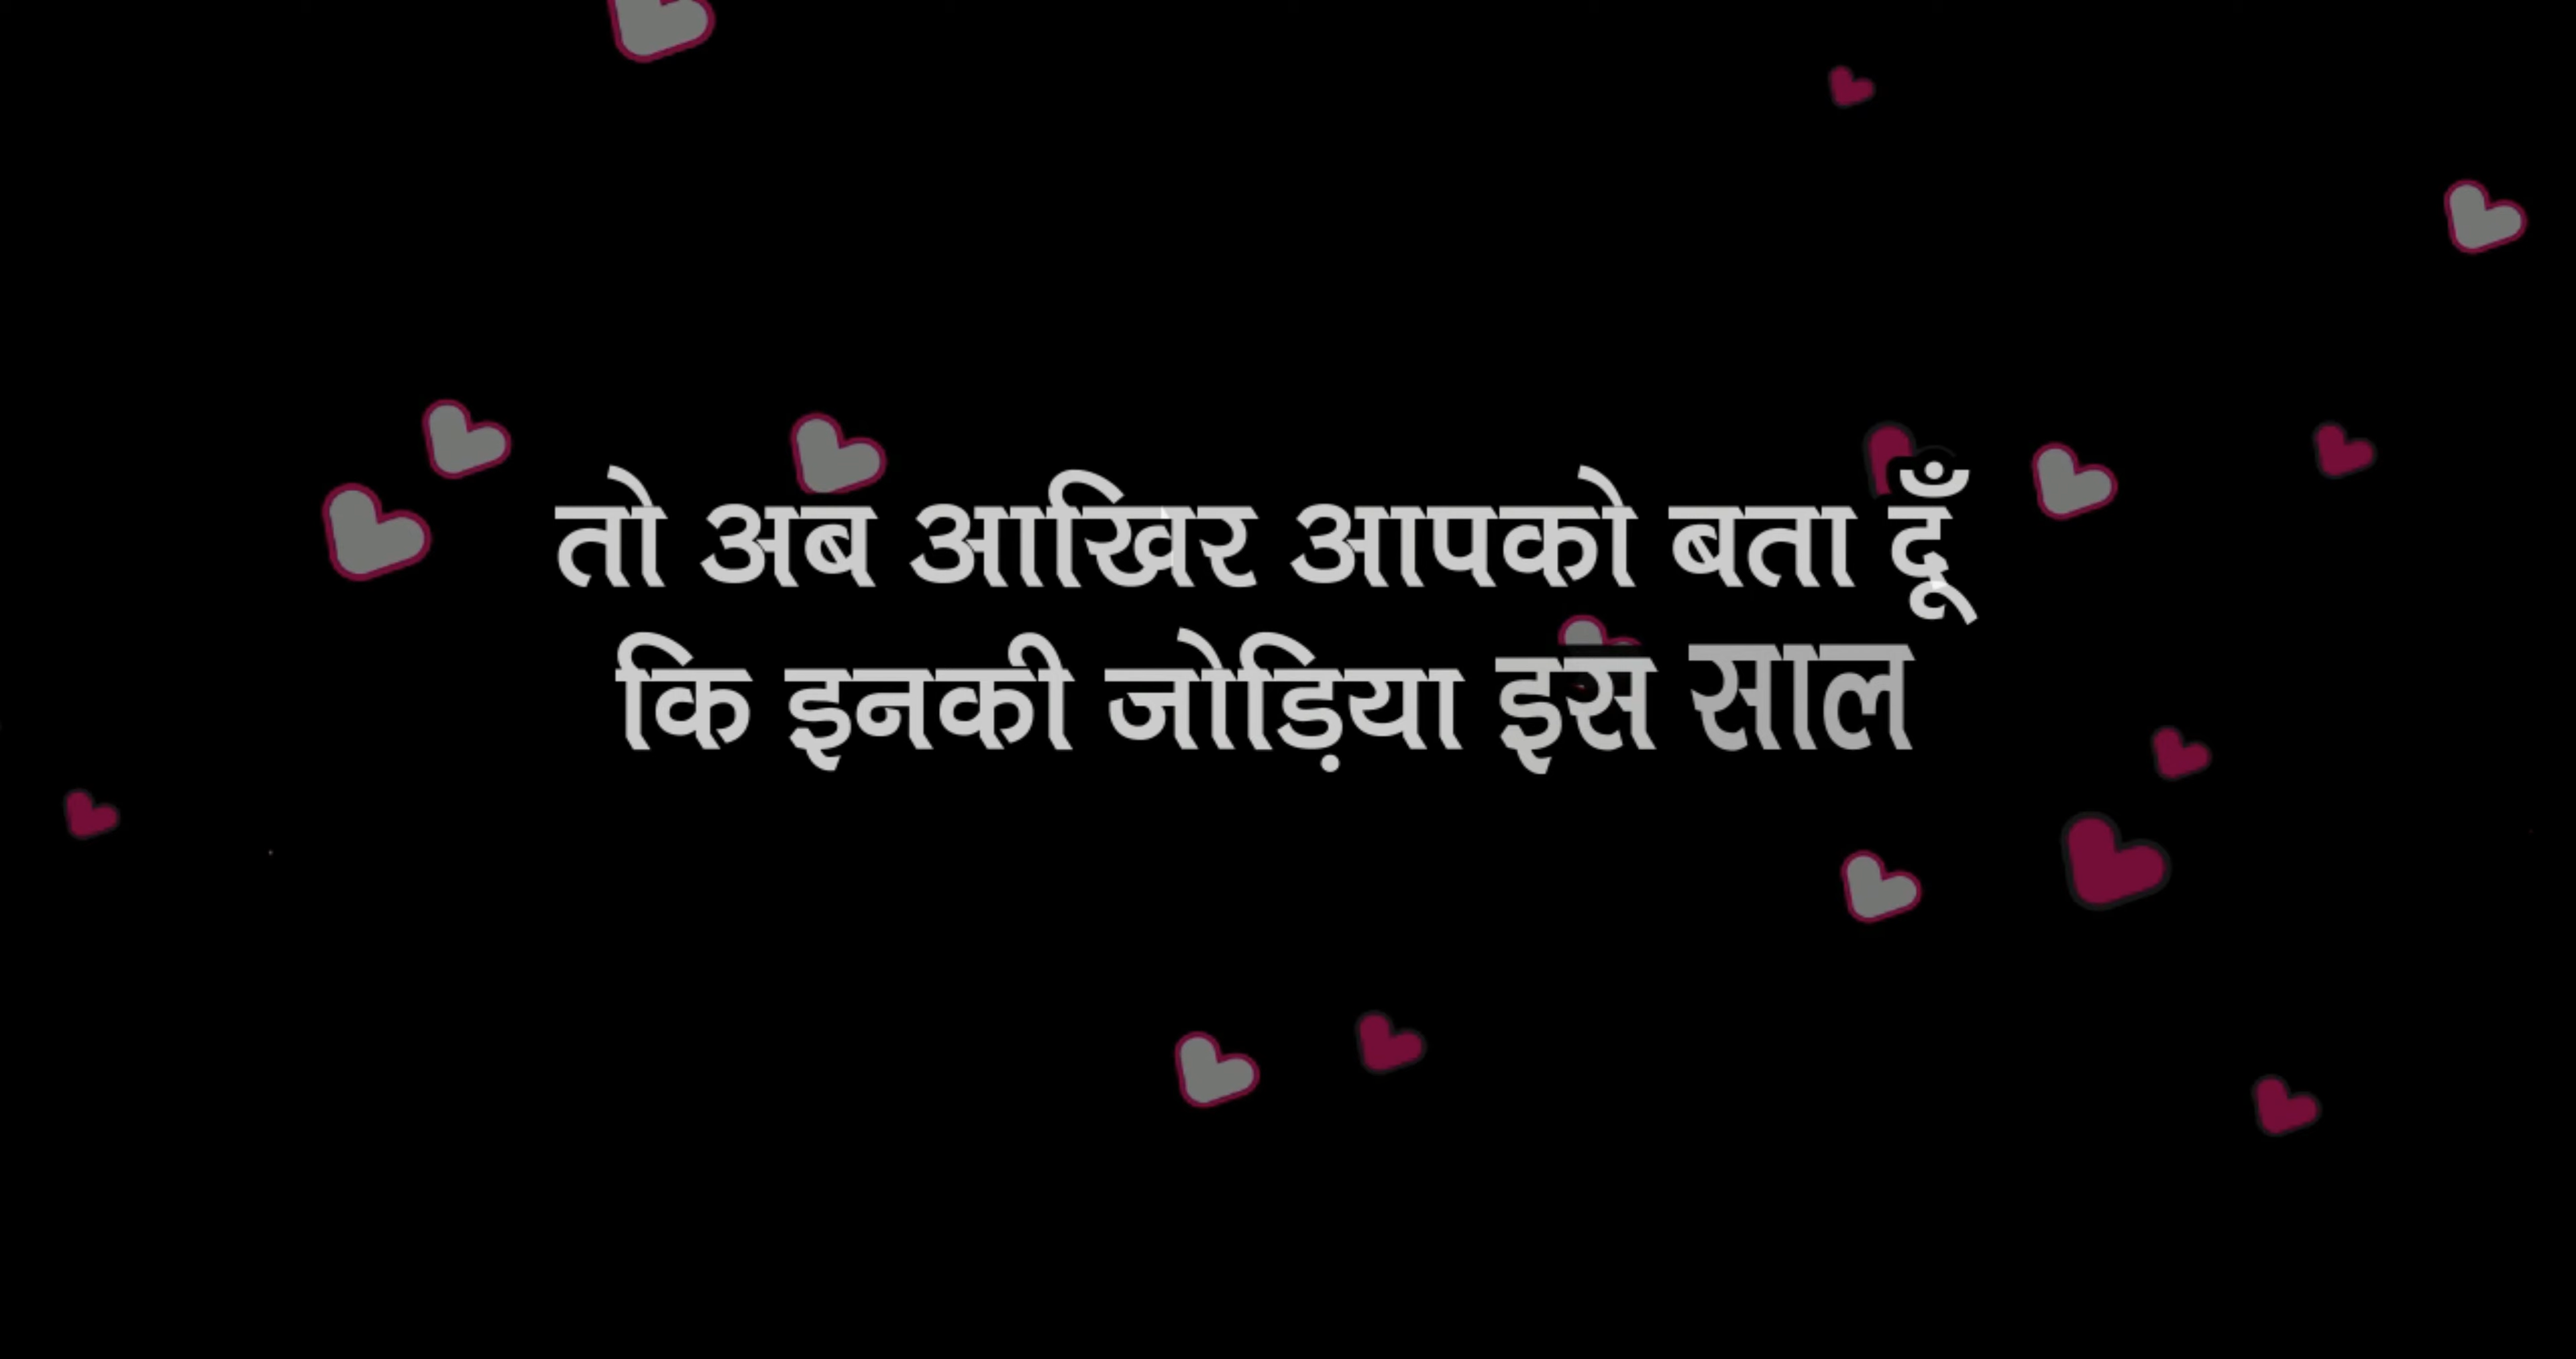 तो अब आखिर आपको बता दूँ
कि इनकी जोड़िया इस साल